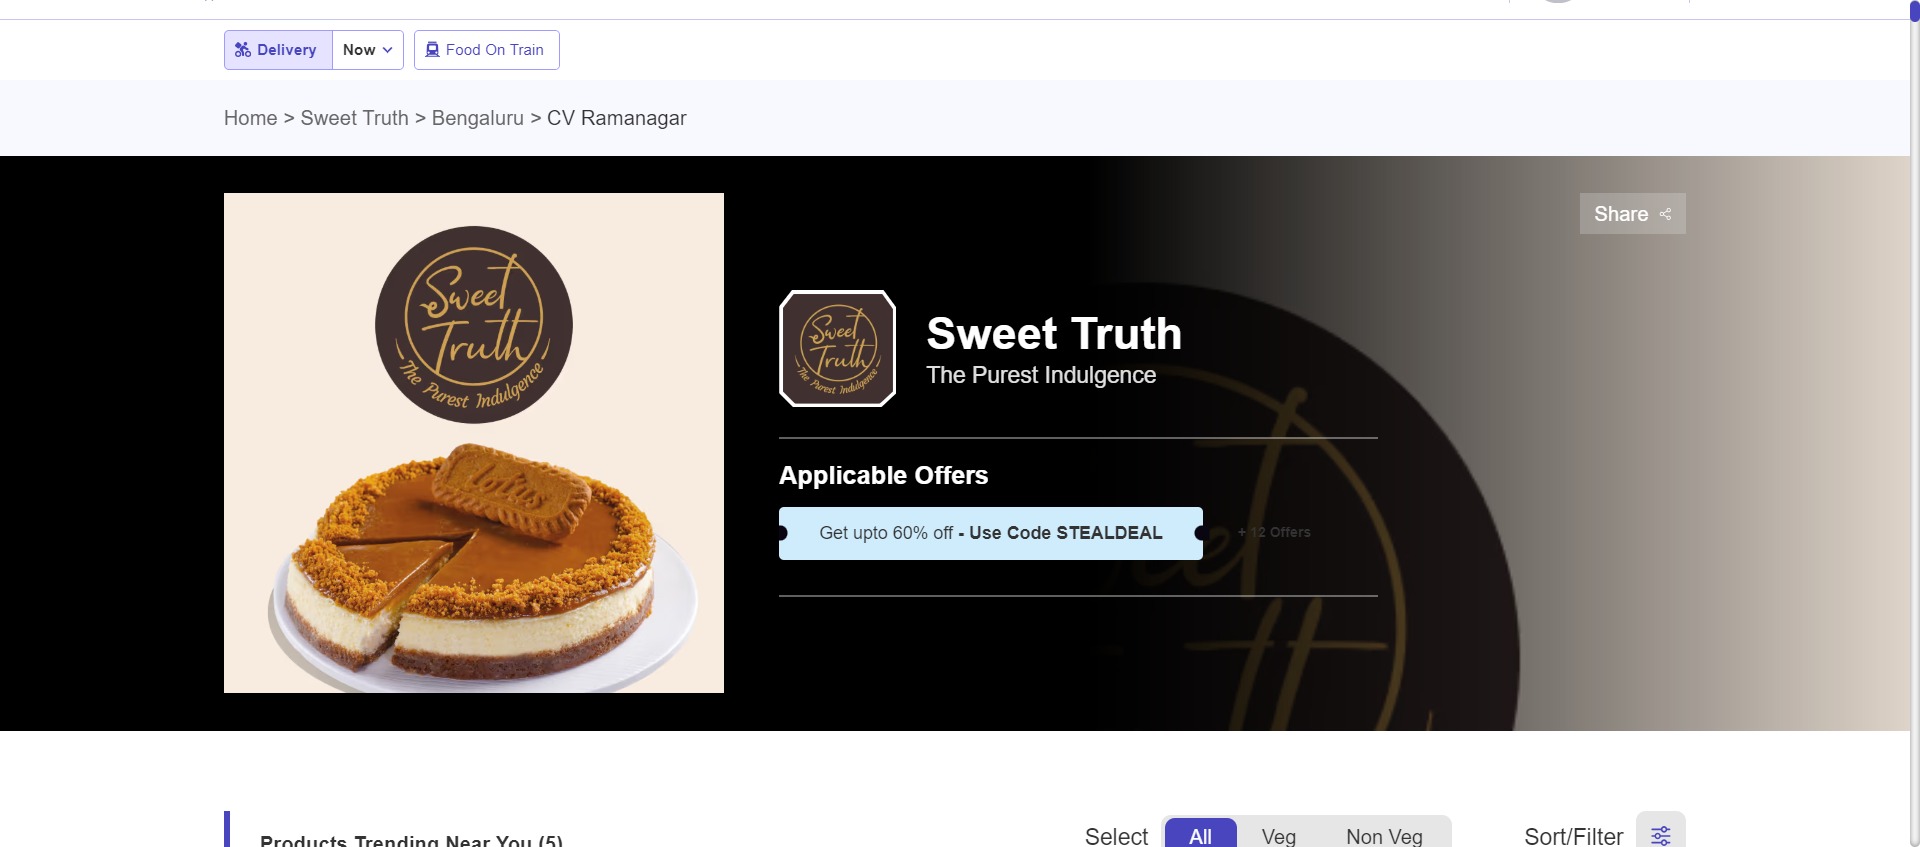 Delivery
Now
Food On Train
Home > Sweet Truth > Bengaluru > CV Ramanagar
Share
Sweet
Truth
The Purest Indulgence
Lotus
Sweet
Truth
The Purest Indulgence
Sweet Truth
The Purest Indulgence
Applicable Offers
Get upto 60% off - Use Code STEALDEAL
+ 12 Offers
Products Trending Near You (5)
Select
All
Veg
Non Veg
Sort/Filter